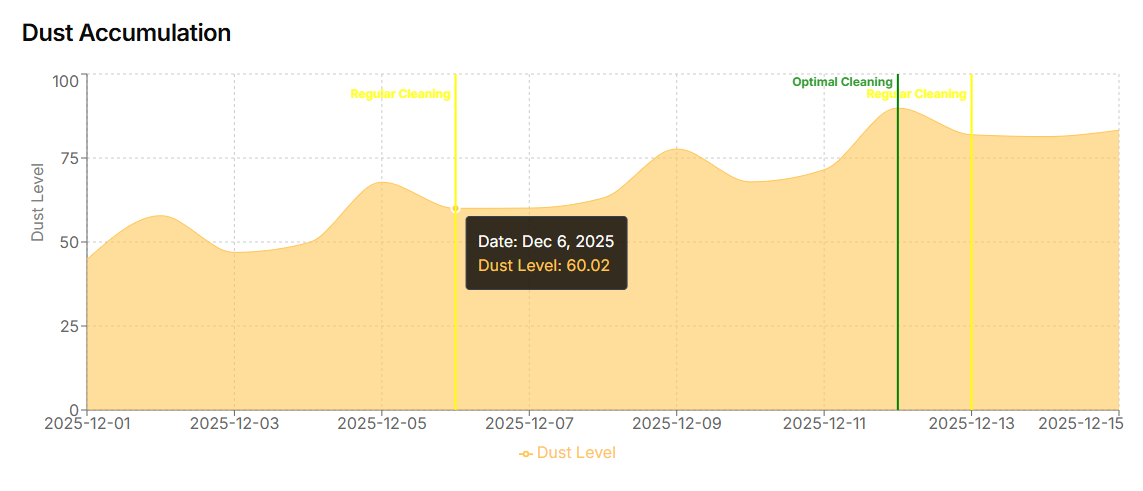 Dust Accumulation
100
Optimal Cleaning
Regular Cleaning
Regular Cleaning
75
Dust Level
50
Date: Dec 6, 2025
Dust Level: 60.02
25
0
2025-12-01 2025-12-03 2025-12-05 2025-12-07 2025-12-09 2025-12-11 2025-12-13 2025-12-15
Dust Level